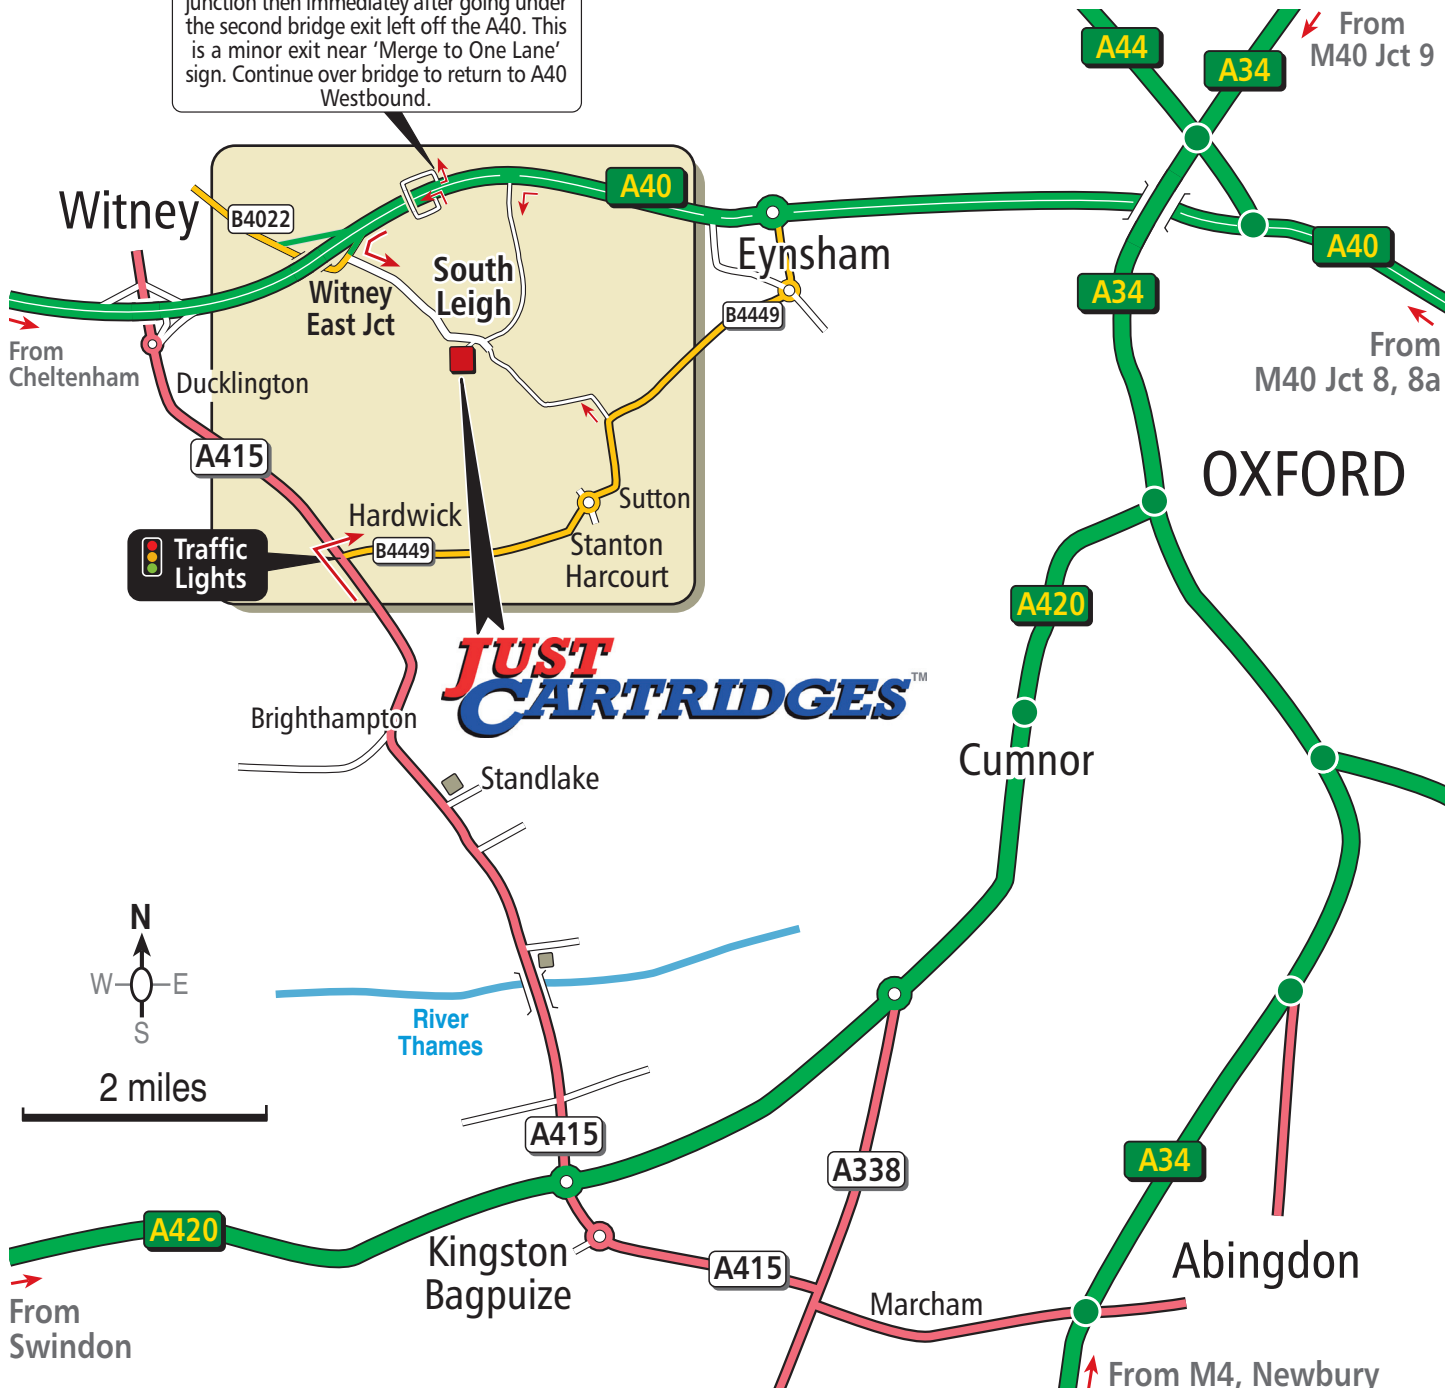 junction then immediately after going under
the second bridge exit left off the A40. This
is a minor exit near ‘Merge to One Lane’
sign. Continue over bridge to return to A40
Westbound.
A44
A34
From
M40 Jct 9
Witney
B4022
A40
Eynsham
A40
South
Leigh
Witney
East Jct
A34
B4449
From
Cheltenham
Ducklington
From
M40 Jct 8, 8a
A415
OXFORD
Hardwick
Sutton
Traffic
Lights
B4449
Stanton
Harcourt
A420
JUST
CARTRIDGES™
Brighthampton
Standlake
Cumnor
N
W
E
S
River
Thames
2 miles
A415
A338
A34
A420
Kingston
Bagpuize
A415
Abingdon
Marcham
From
Swindon
From M4, Newbury